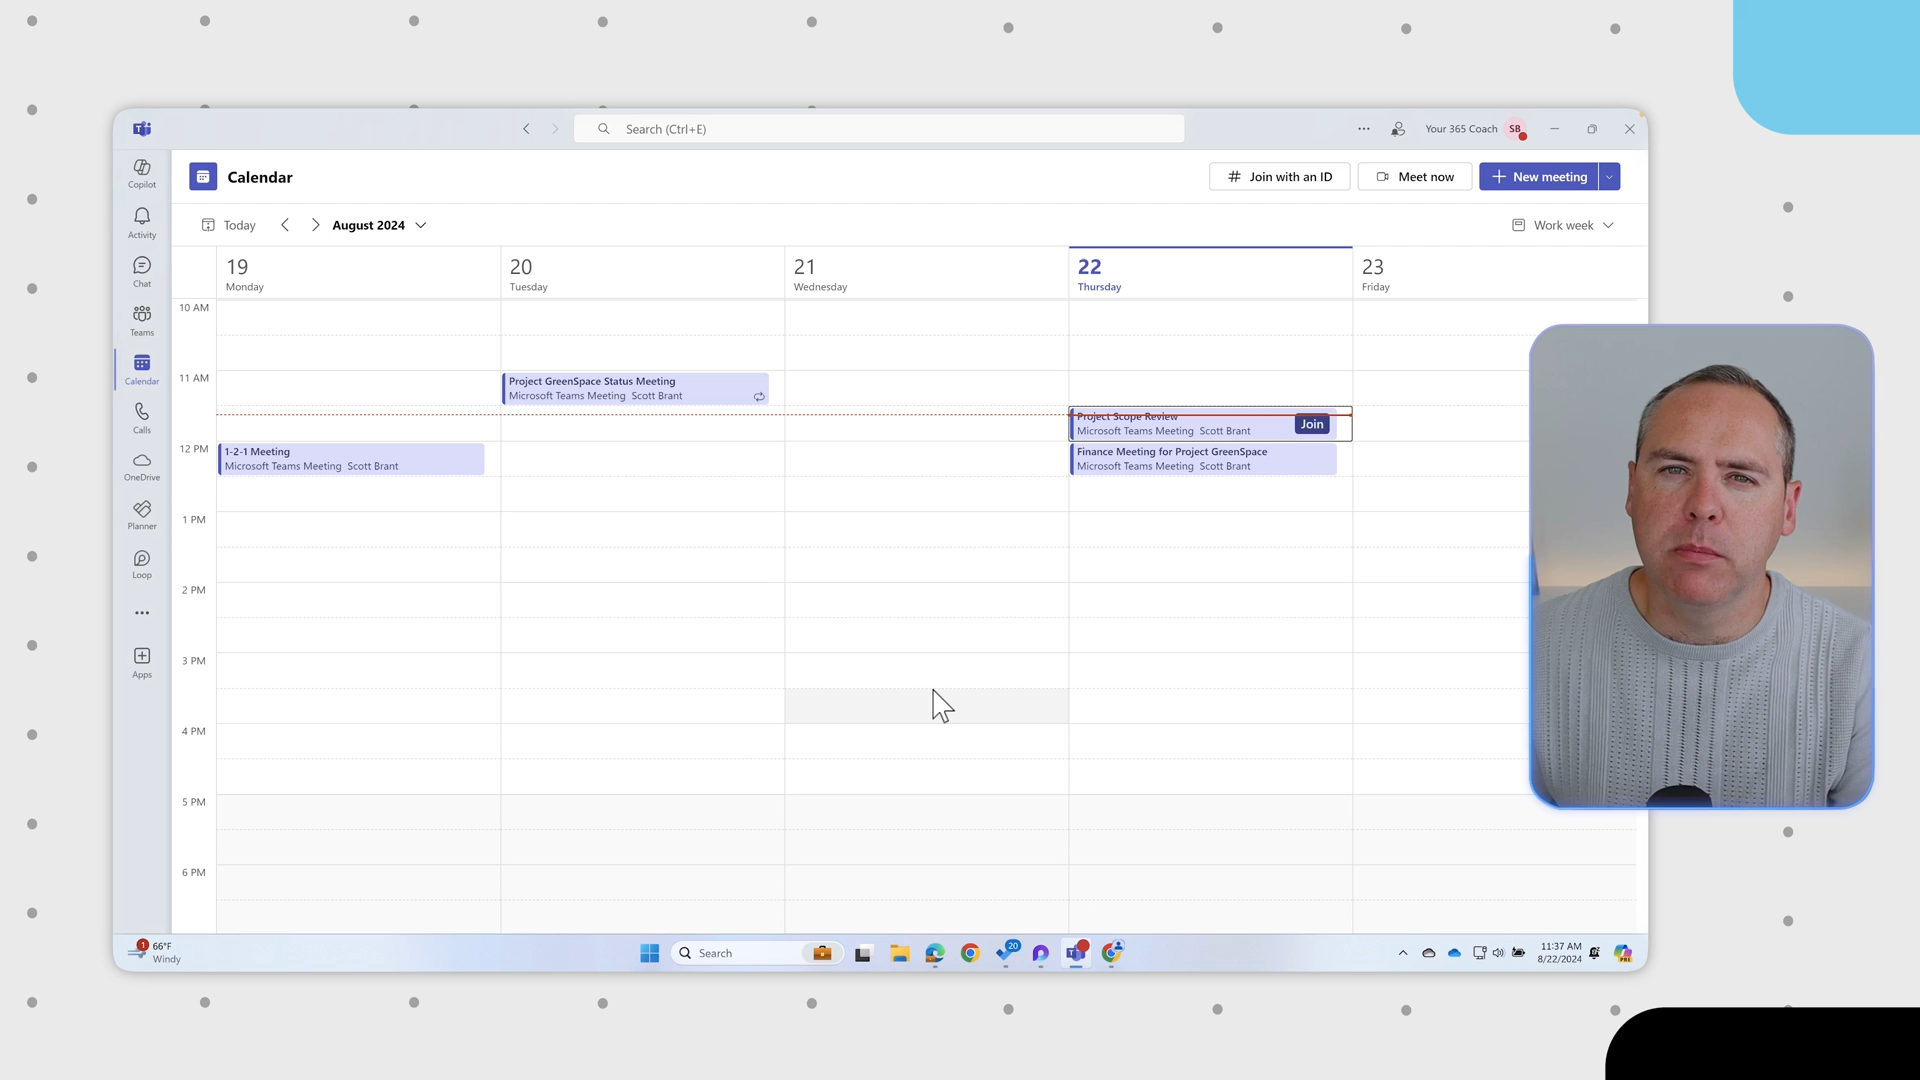 Search (Ctrl+E)
Your 365 Coach SB
Copilot
Activity
Chat
Teams
Calendar
Calls
OneDrive
Planner
Loop
Apps
Calendar
Join with an ID
Meet now
New meeting
Today
August 2024
Work week
19
Monday
20
Tuesday
21
Wednesday
22
Thursday
23
Friday
10 AM
11 AM
12 PM
1 PM
2 PM
3 PM
4 PM
5 PM
6 PM
1-2-1 Meeting
Microsoft Teams Meeting Scott Brant
Project GreenSpace Status Meeting
Microsoft Teams Meeting Scott Brant
Project Scope Review
Microsoft Teams Meeting Scott Brant
Join
Finance Meeting for Project GreenSpace
Microsoft Teams Meeting Scott Brant
1
66°F
Windy
Search
20
11:37 AM
8/22/2024
PRE